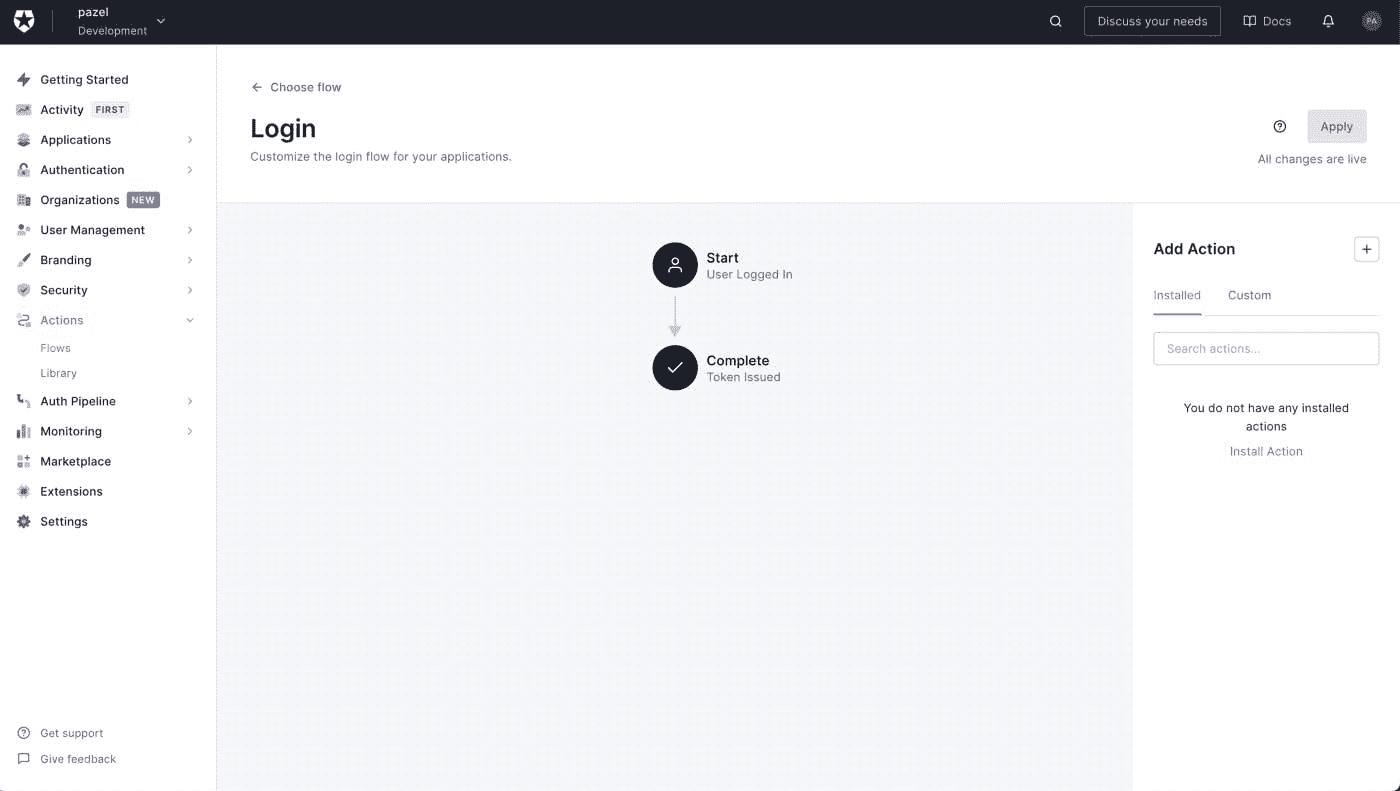 pazel
Development
Discuss your needs
Docs
PA
Getting Started
Activity FIRST
Applications
Authentication
Organizations NEW
User Management
Branding
Security
Actions
Flows
Library
Auth Pipeline
Monitoring
Marketplace
Extensions
Settings
Get support
Give feedback
Choose flow
Login
Customize the login flow for your applications.
Apply
All changes are live
Start
User Logged In
Complete
Token Issued
Add Action
Installed Custom
Search actions...
You do not have any installed
actions
Install Action